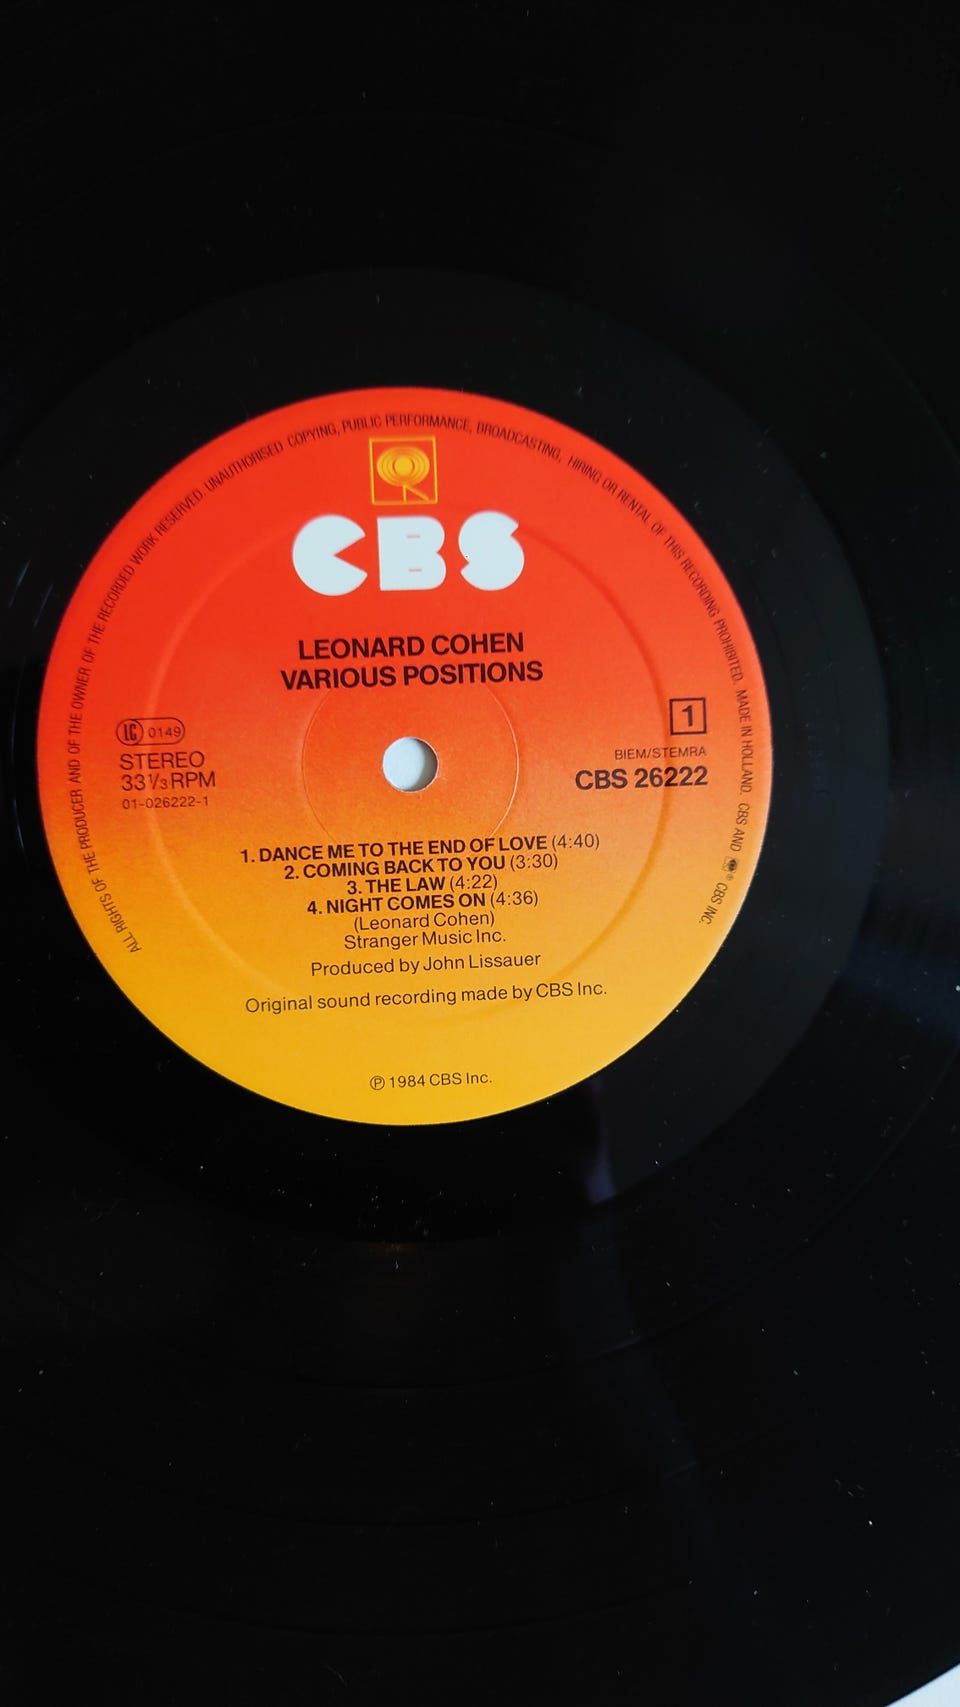 ALL RIGHTS OF THE PRODUCER AND OF THE OWNER OF THE RECORDED WORK RESERVED. UNAUTHORISED COPYING, PUBLIC PERFORMANCE, BROADCASTING, HIRING OR RENTAL OF THIS RECORDING PROHIBITED. MADE IN HOLLAND. CBS AND ® CBS INC.
CBS
LEONARD COHEN
VARIOUS POSITIONS
LC 0149
STEREO
33⅓ RPM
01-026222-1
1
BIEM/STEMRA
CBS 26222
1. DANCE ME TO THE END OF LOVE (4:40)
2. COMING BACK TO YOU (3:30)
3. THE LAW (4:22)
4. NIGHT COMES ON (4:36)
(Leonard Cohen)
Stranger Music Inc.
Produced by John Lissauer
Original sound recording made by CBS Inc.
℗ 1984 CBS Inc.